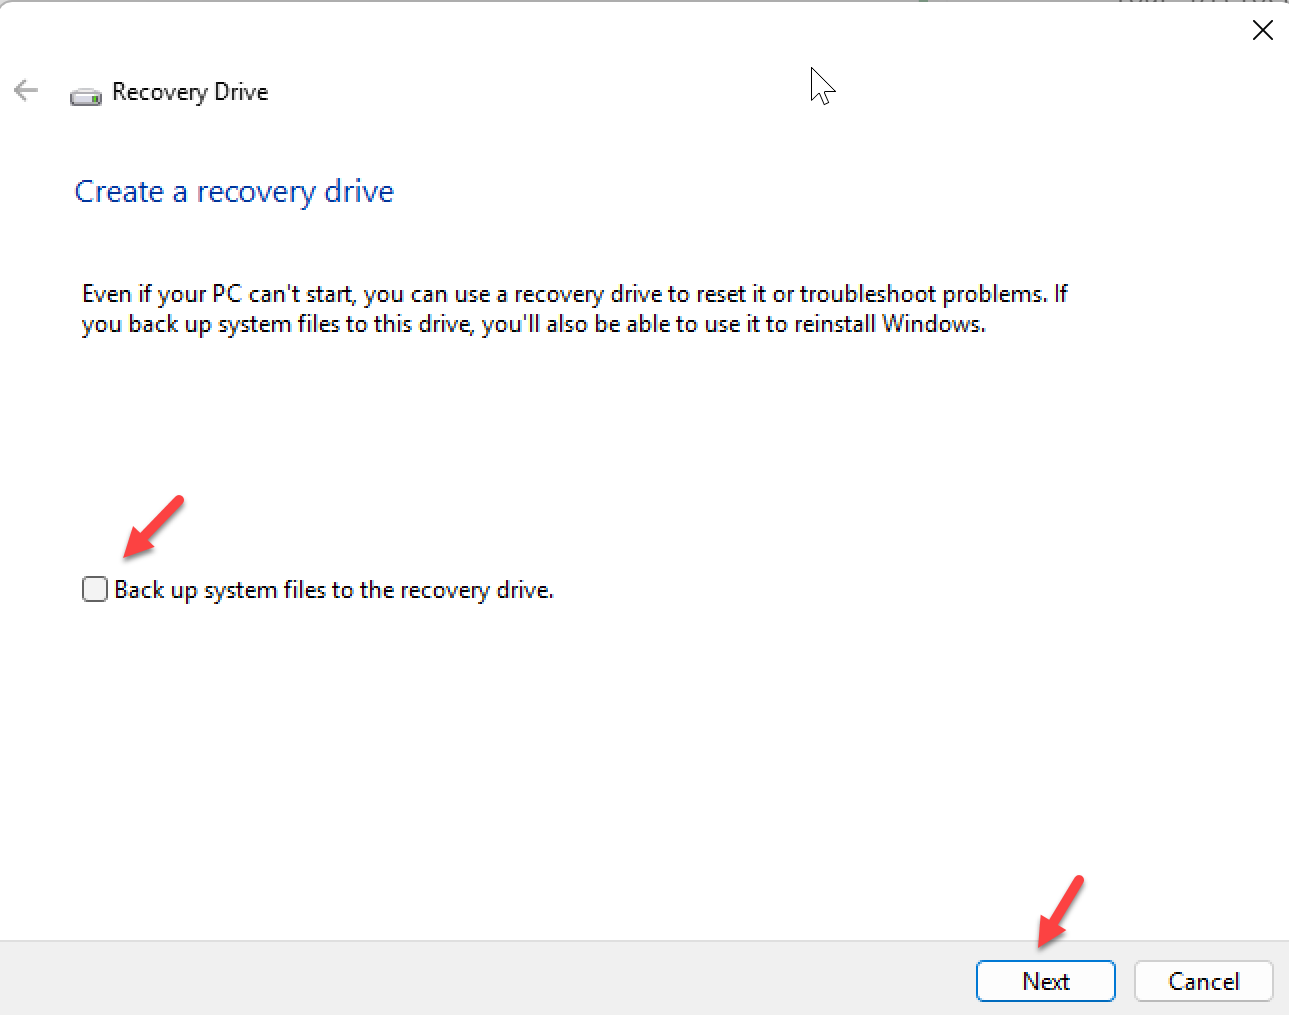 Recovery Drive
Create a recovery drive
Even if your PC can't start, you can use a recovery drive to reset it or troubleshoot problems. If
you back up system files to this drive, you'll also be able to use it to reinstall Windows.
Back up system files to the recovery drive.
Next
Cancel